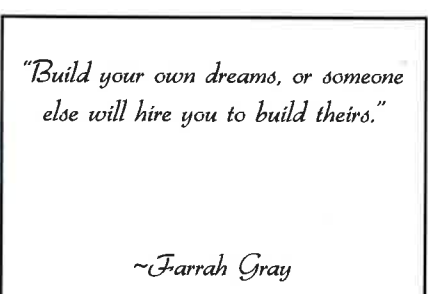 "Build your own dreams, or someone
else will hire you to build theirs."
~Farrah Gray